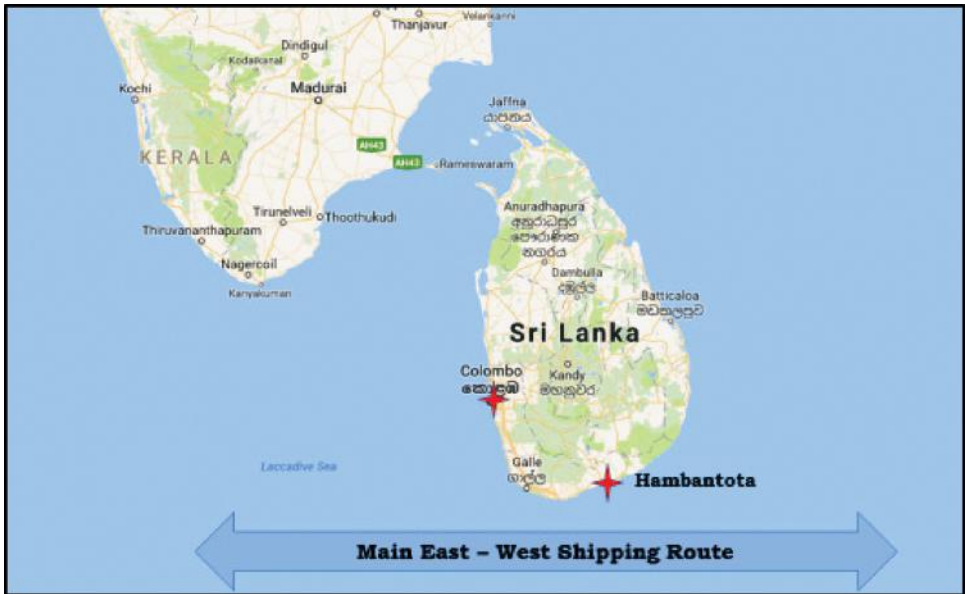 Thanjavur
Velankanni
Dindigul
Kodaikanal
Kochi
Madurai
Jaffna
යාපනය
KERALA
AH43
AH43
Rameswaram
Anuradhapura
අනුරාධපුර
පෞරාණික
නගරය
Tirunelveli
Thoothukudi
Thiruvananthapuram
Nagercoil
Kanyakumari
Dambulla
දඹුල්ල
Batticaloa
මඩකලපුව
Sri Lanka
Colombo
කොළඹ
Kandy
මහනුවර
Laccadive Sea
Galle
ගාල්ල
Hambantota
Main East – West Shipping Route